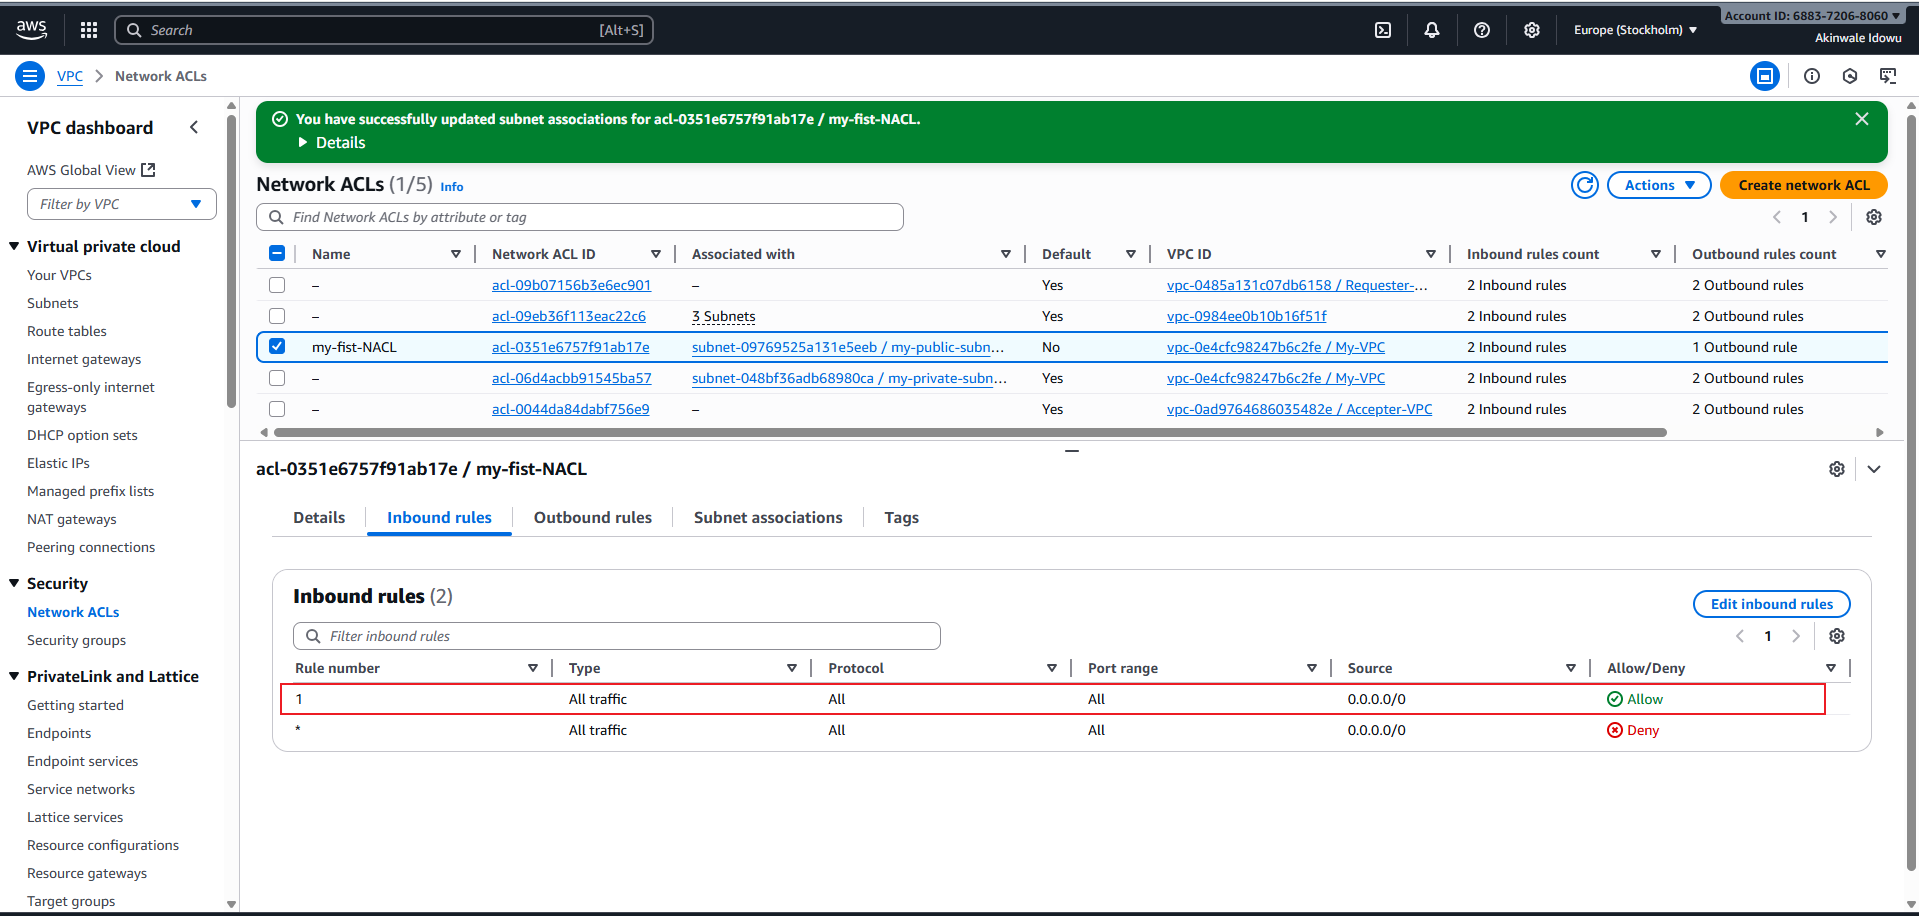 aws
Search [Alt+S]
Europe (Stockholm)
Account ID: 6883-7206-8060
Akinwale Idowu
VPC Network ACLs
VPC dashboard
AWS Global View
Filter by VPC
Virtual private cloud
Your VPCs
Subnets
Route tables
Internet gateways
Egress-only internet
gateways
DHCP option sets
Elastic IPs
Managed prefix lists
NAT gateways
Peering connections
Security
Network ACLs
Security groups
PrivateLink and Lattice
Getting started
Endpoints
Endpoint services
Service networks
Lattice services
Resource configurations
Resource gateways
Target groups
You have successfully updated subnet associations for acl-0351e6757f91ab17e / my-fist-NACL.
Details
Network ACLs (1/5) Info
Actions
Create network ACL
Find Network ACLs by attribute or tag
1
Name Network ACL ID Associated with Default VPC ID Inbound rules count Outbound rules count
– acl-09b07156b3e6ec901 – Yes vpc-0485a131c07db6158 / Requester-... 2 Inbound rules 2 Outbound rules
– acl-09eb36f113eac22c6 3 Subnets Yes vpc-0984ee0b10b16f51f 2 Inbound rules 2 Outbound rules
my-fist-NACL acl-0351e6757f91ab17e subnet-09769525a131e5eeb / my-public-subn... No vpc-0e4cfc98247b6c2fe / My-VPC 2 Inbound rules 1 Outbound rule
– acl-06d4acbb91545ba57 subnet-048bf36adb68980ca / my-private-subn... Yes vpc-0e4cfc98247b6c2fe / My-VPC 2 Inbound rules 2 Outbound rules
– acl-0044da84dabf756e9 – Yes vpc-0ad9764686035482e / Accepter-VPC 2 Inbound rules 2 Outbound rules
acl-0351e6757f91ab17e / my-fist-NACL
Details Inbound rules Outbound rules Subnet associations Tags
Inbound rules (2)
Edit inbound rules
Filter inbound rules
1
Rule number Type Protocol Port range Source Allow/Deny
1 All traffic All All 0.0.0.0/0 Allow
* All traffic All All 0.0.0.0/0 Deny